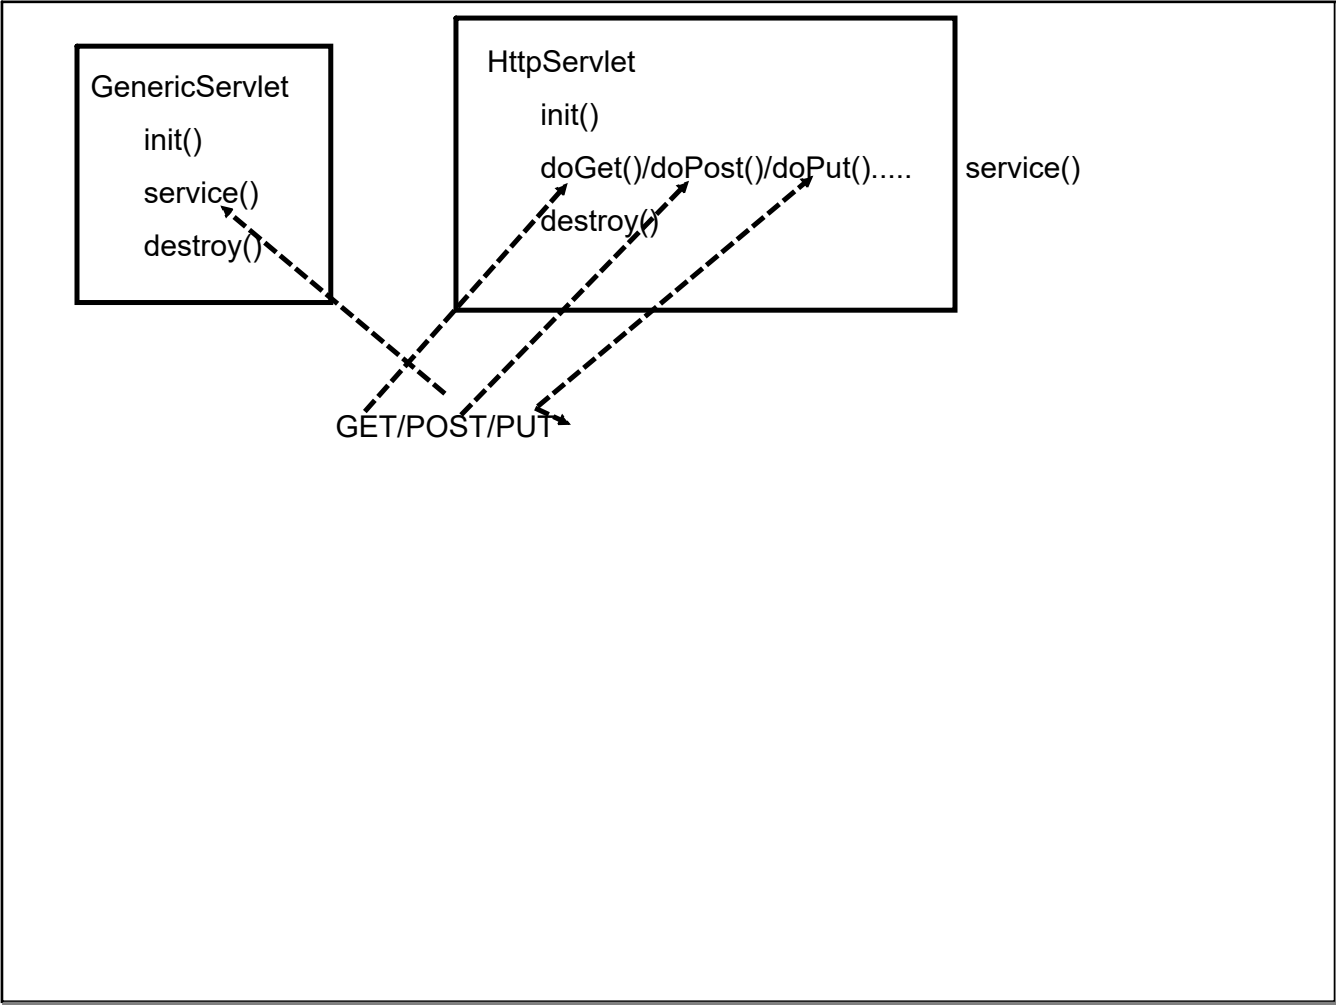 GenericServlet
init()
service()
destroy()
HttpServlet
init()
doGet()/doPost()/doPut()..... service()
destroy()
GET/POST/PUT